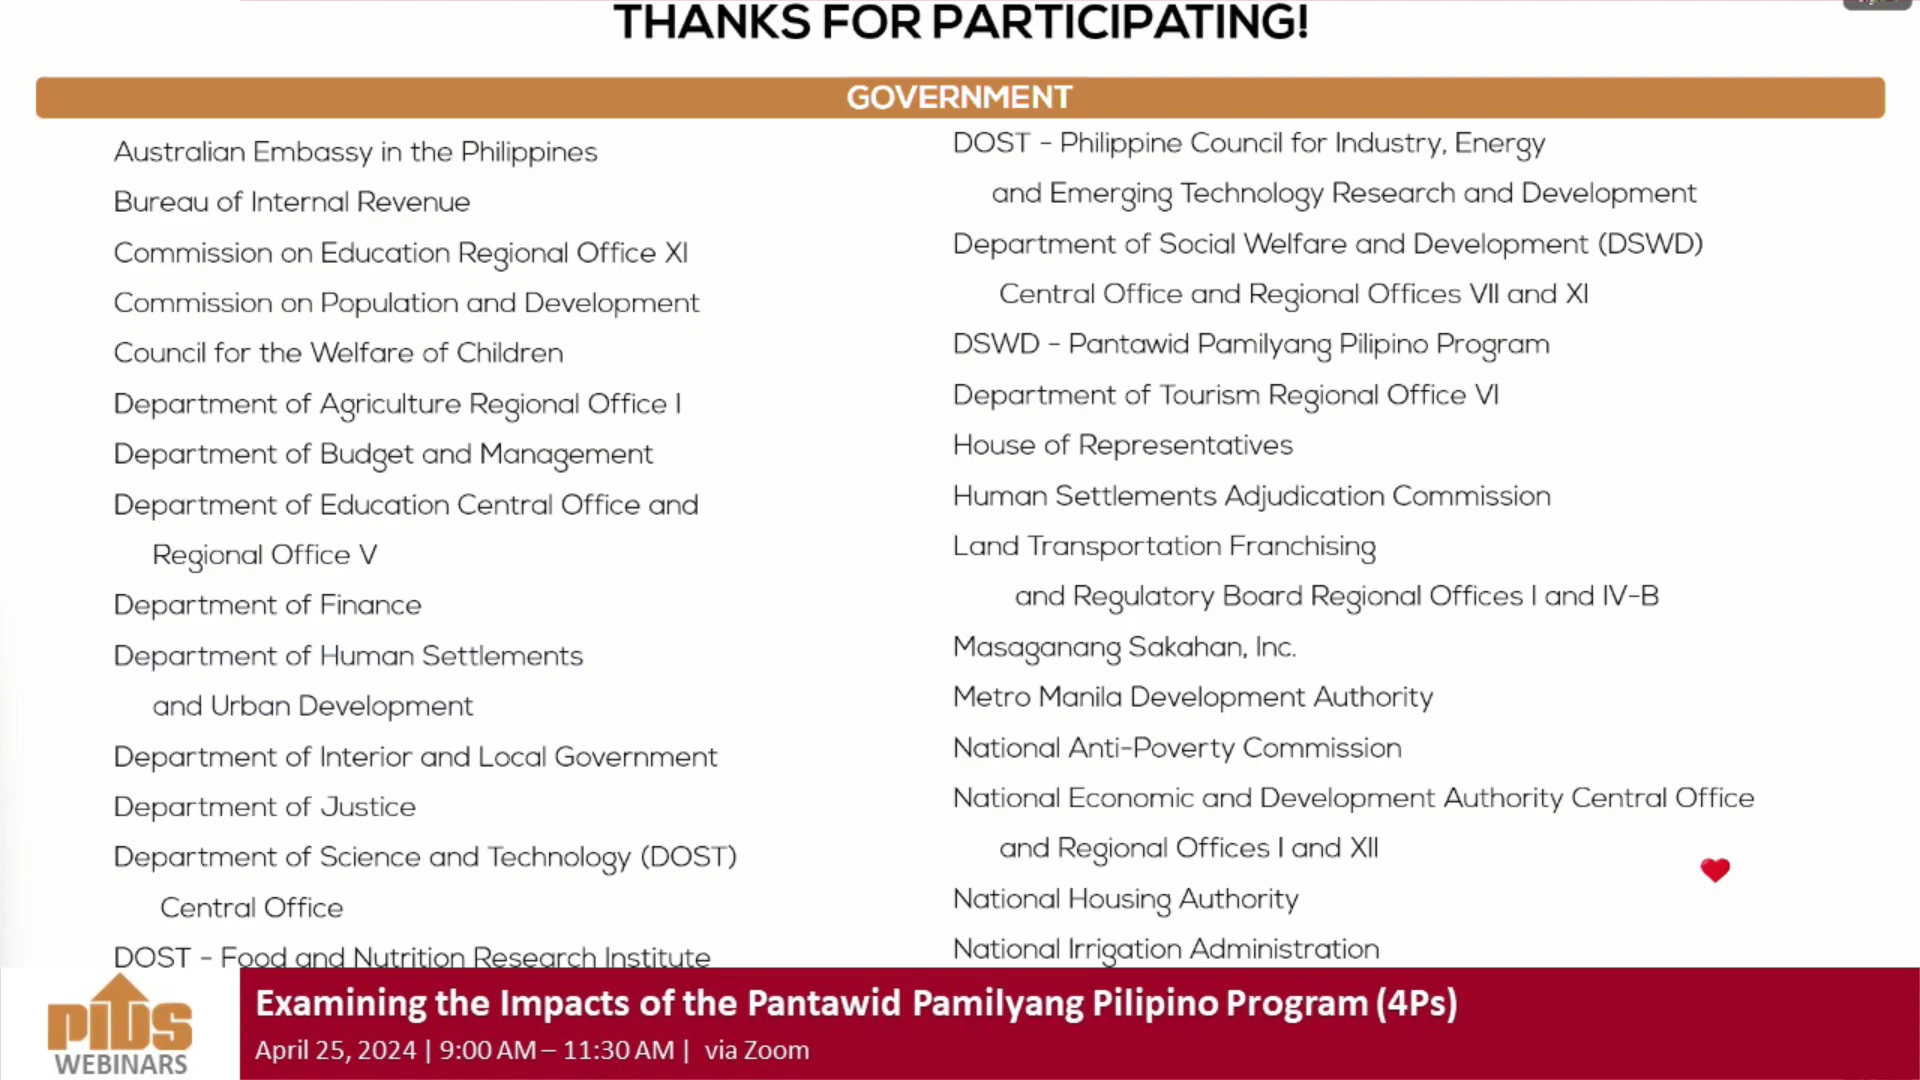 THANKS FOR PARTICIPATING!
GOVERNMENT
Australian Embassy in the Philippines
Bureau of Internal Revenue
Commission on Education Regional Office XI
Commission on Population and Development
Council for the Welfare of Children
Department of Agriculture Regional Office I
Department of Budget and Management
Department of Education Central Office and
Regional Office V
Department of Finance
Department of Human Settlements
and Urban Development
Department of Interior and Local Government
Department of Justice
Department of Science and Technology (DOST)
Central Office
DOST - Food and Nutrition Research Institute
DOST - Philippine Council for Industry, Energy
and Emerging Technology Research and Development
Department of Social Welfare and Development (DSWD)
Central Office and Regional Offices VII and XI
DSWD - Pantawid Pamilyang Pilipino Program
Department of Tourism Regional Office VI
House of Representatives
Human Settlements Adjudication Commission
Land Transportation Franchising
and Regulatory Board Regional Offices I and IV-B
Masaganang Sakahan, Inc.
Metro Manila Development Authority
National Anti-Poverty Commission
National Economic and Development Authority Central Office
and Regional Offices I and XII
National Housing Authority
National Irrigation Administration
PIDS
WEBINARS
Examining the Impacts of the Pantawid Pamilyang Pilipino Program (4Ps)
April 25, 2024 | 9:00 AM – 11:30 AM | via Zoom